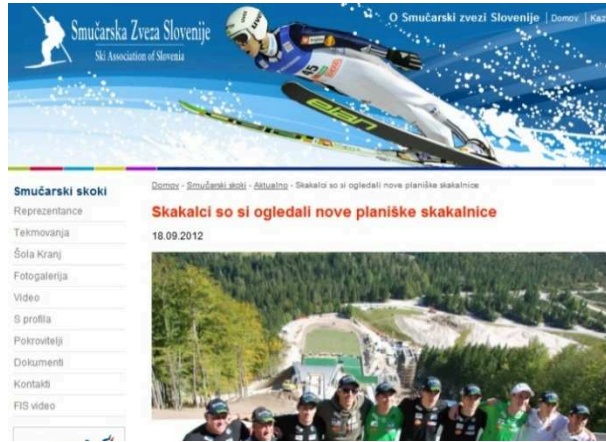 Smučarska Zveza Slovenije
Ski Association of Slovenia
O Smučarski zvezi Slovenije | Domov | Kaz
45
elan
Domov - Smučarski skoki - Aktualno - Skakalci so si ogledali nove planiške skakalnice
Smučarski skoki
Reprezentance
Tekmovanja
Šola Kranj
Fotogalerija
Video
S profila
Pokrovitelji
Dokumenti
Kontakti
FIS video
Skakalci so si ogledali nove planiške skakalnice
18.09.2012